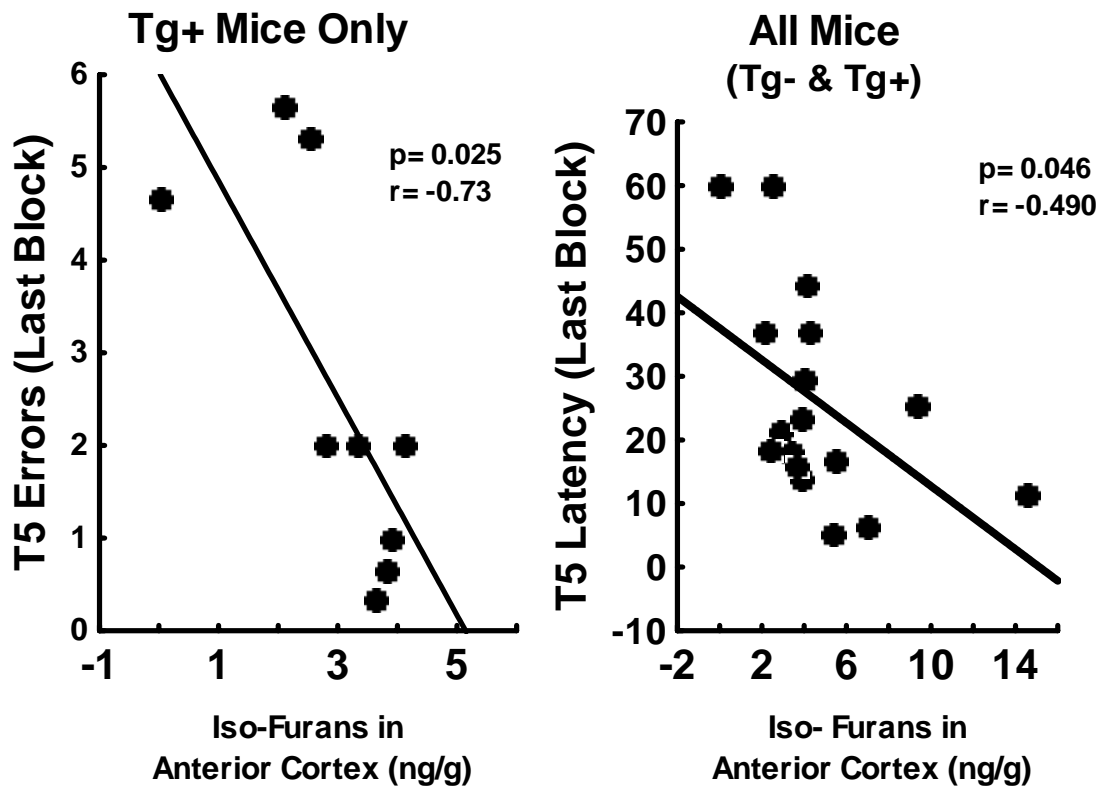 Tg+ Mice Only
T5 Errors (Last Block)
6
5
4
3
2
1
0
p= 0.025
r= -0.73
-1
1
3
5
Iso-Furans in
Anterior Cortex (ng/g)
All Mice
(Tg- & Tg+)
T5 Latency (Last Block)
70
60
50
40
30
20
10
0
-10
p= 0.046
r= -0.490
-2
2
6
10
14
Iso- Furans in
Anterior Cortex (ng/g)